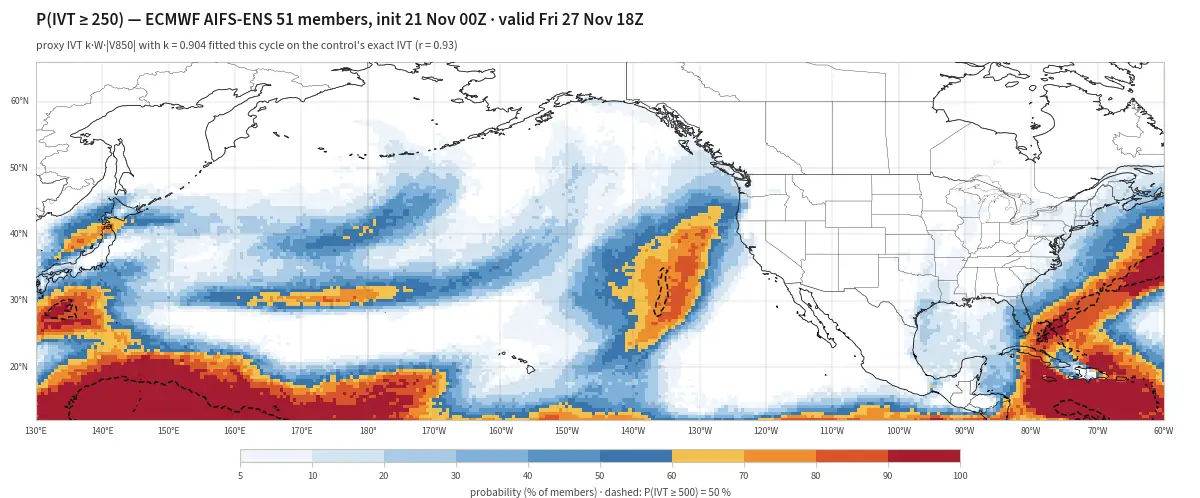 P(IVT ≥ 250) — ECMWF AIFS-ENS 51 members, init 21 Nov 00Z · valid Fri 27 Nov 18Z
proxy IVT k·W·|V850| with k = 0.904 fitted this cycle on the control's exact IVT (r = 0.93)
60°N
50°N
40°N
30°N
20°N
130°E 140°E 150°E 160°E 170°E 180° 170°W 160°W 150°W 140°W 130°W 120°W 110°W 100°W 90°W 80°W 70°W 60°W
5 10 20 30 40 50 60 70 80 90 100
probability (% of members) · dashed: P(IVT ≥ 500) = 50 %